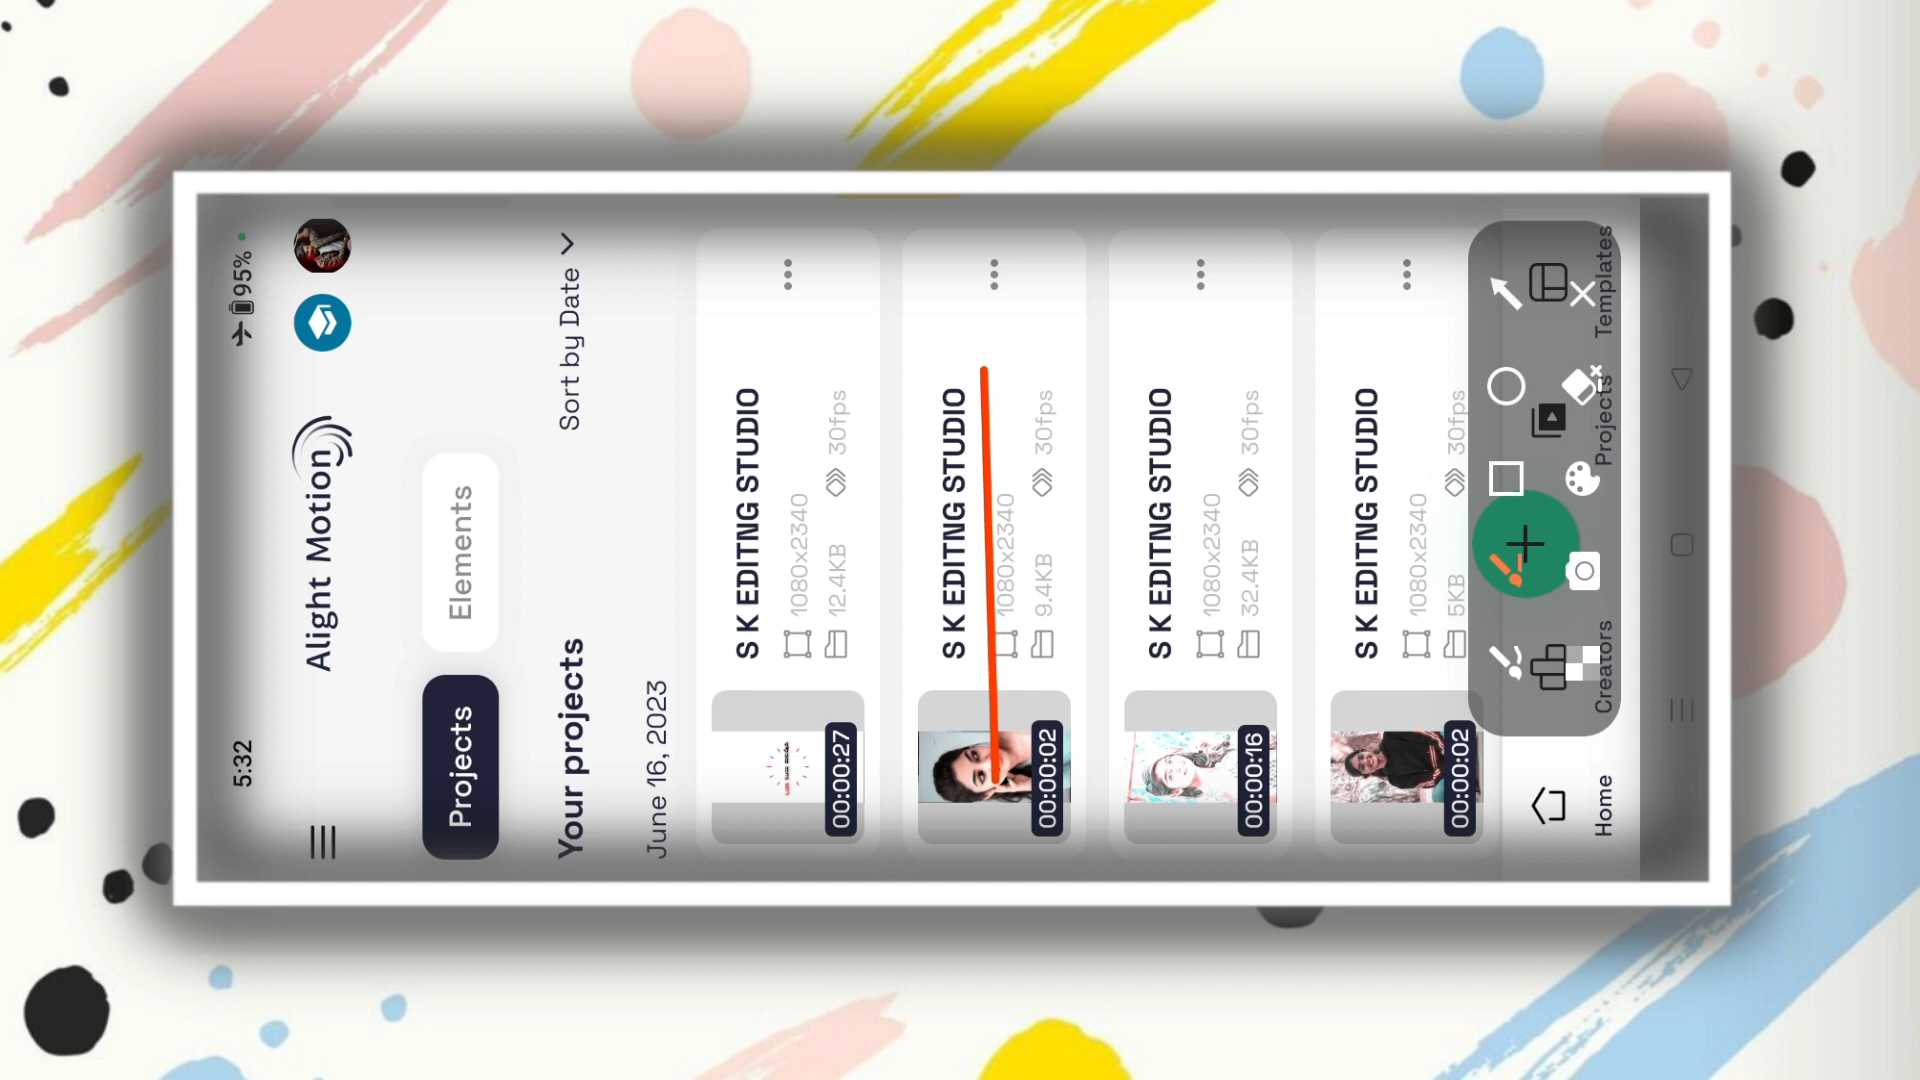 5:32
95%
Alight Motion
Projects
Elements
Your projects
Sort by Date
June 16, 2023
S K EDITNG STUDIO
1080x2340
12.4KB
30fps
00:00:27
S K EDITNG STUDIO
1080x2340
9.4KB
30fps
00:00:02
S K EDITNG STUDIO
1080x2340
32.4KB
30fps
00:00:16
S K EDITNG STUDIO
1080x2340
5KB
30fps
00:00:02
Home
Creators
Projects
Templates